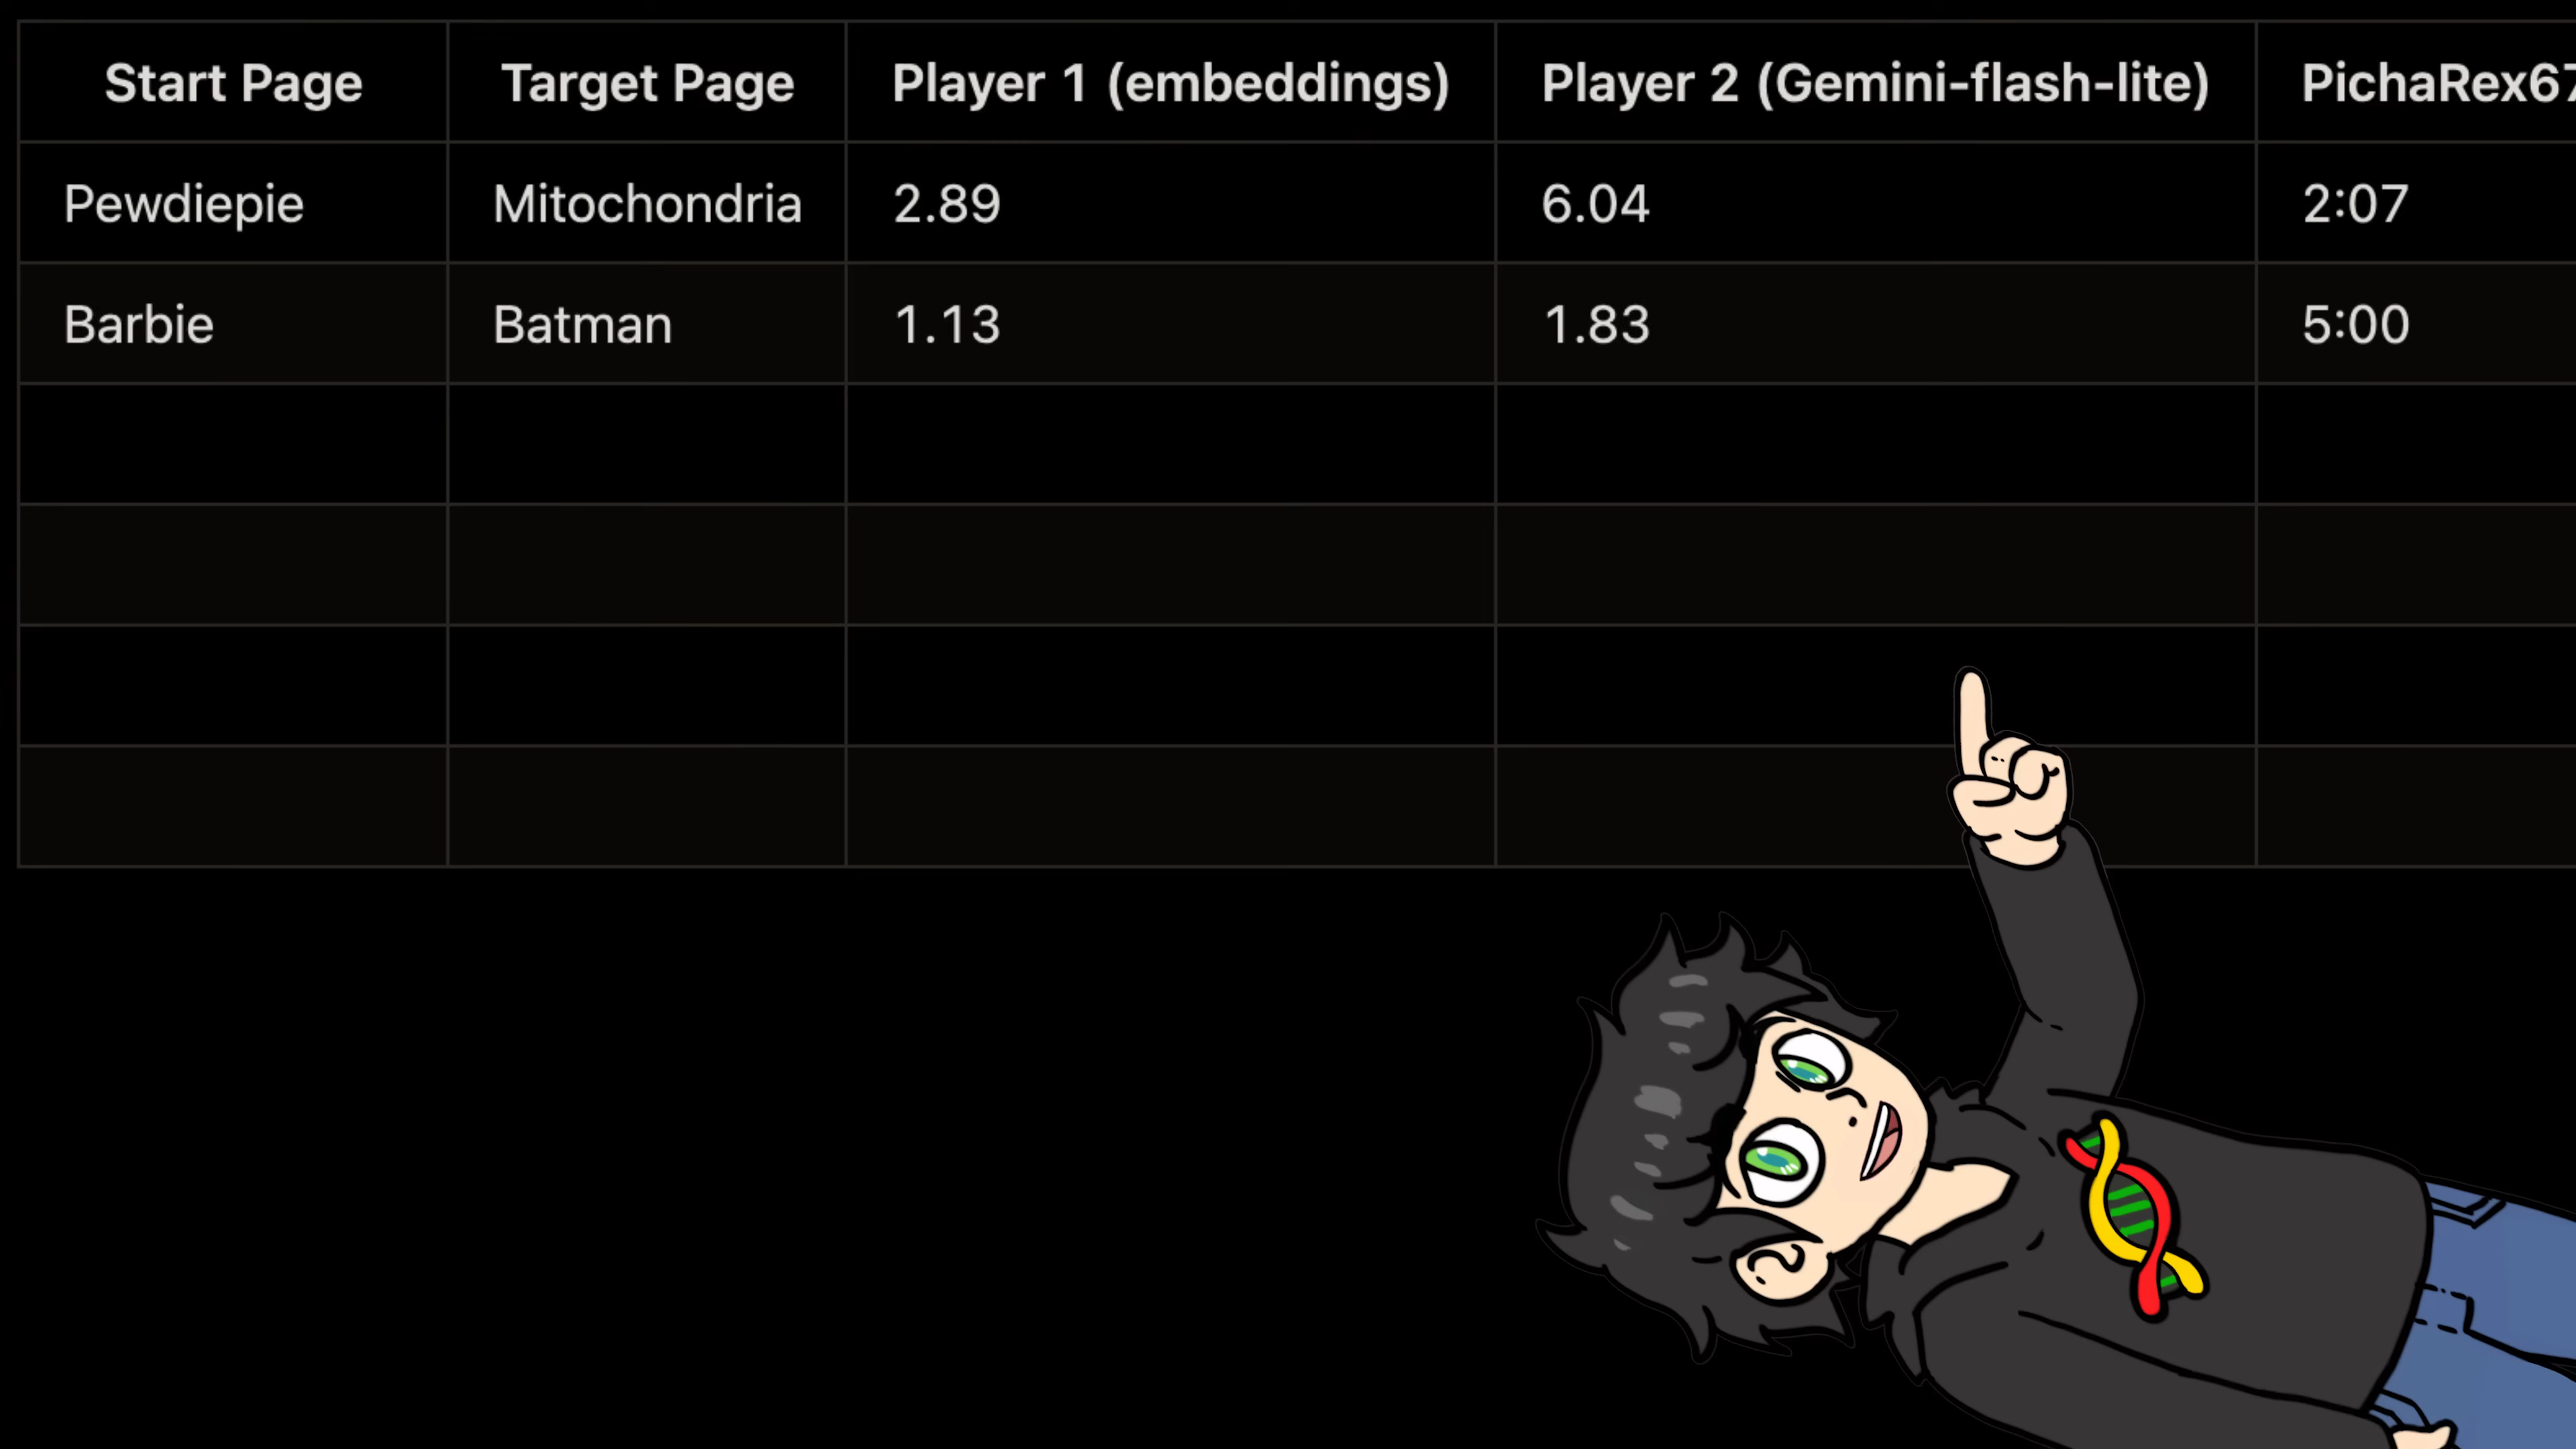 Start Page Target Page Player 1 (embeddings) Player 2 (Gemini-flash-lite) PichaRex67
Pewdiepie Mitochondria 2.89 6.04 2:07
Barbie Batman 1.13 1.83 5:00